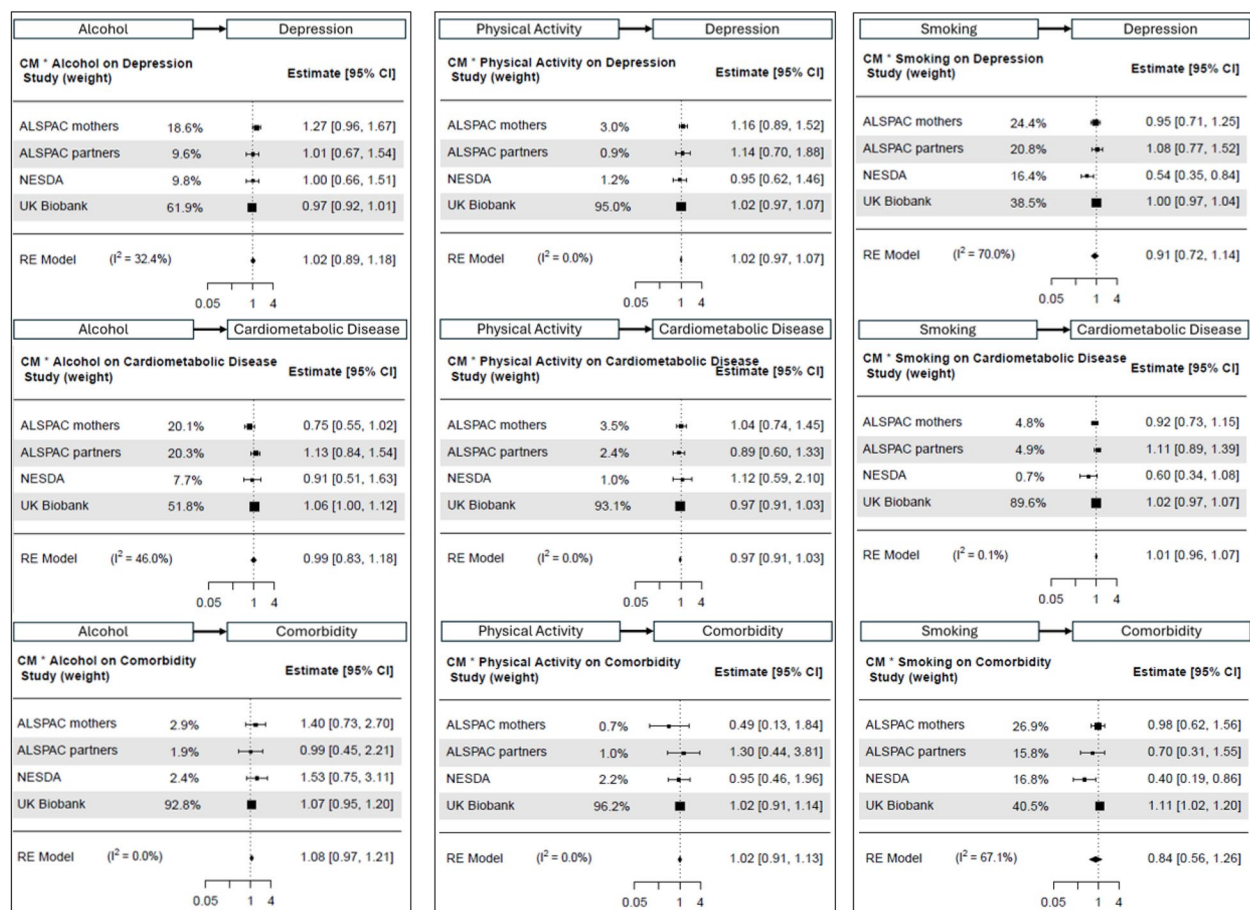 Alcohol Depression
CM * Alcohol on Depression
Study (weight) Estimate [95% CI]
ALSPAC mothers 18.6% 1.27 [0.96, 1.67]
ALSPAC partners 9.6% 1.01 [0.67, 1.54]
NESDA 9.8% 1.00 [0.66, 1.51]
UK Biobank 61.9% 0.97 [0.92, 1.01]
RE Model (I² = 32.4%) 1.02 [0.89, 1.18]
0.05 1 4
Alcohol Cardiometabolic Disease
CM * Alcohol on Cardiometabolic Disease
Study (weight) Estimate [95% CI]
ALSPAC mothers 20.1% 0.75 [0.55, 1.02]
ALSPAC partners 20.3% 1.13 [0.84, 1.54]
NESDA 7.7% 0.91 [0.51, 1.63]
UK Biobank 51.8% 1.06 [1.00, 1.12]
RE Model (I² = 46.0%) 0.99 [0.83, 1.18]
0.05 1 4
Alcohol Comorbidity
CM * Alcohol on Comorbidity
Study (weight) Estimate [95% CI]
ALSPAC mothers 2.9% 1.40 [0.73, 2.70]
ALSPAC partners 1.9% 0.99 [0.45, 2.21]
NESDA 2.4% 1.53 [0.75, 3.11]
UK Biobank 92.8% 1.07 [0.95, 1.20]
RE Model (I² = 0.0%) 1.08 [0.97, 1.21]
0.05 1 4
Physical Activity Depression
CM * Physical Activity on Depression
Study (weight) Estimate [95% CI]
ALSPAC mothers 3.0% 1.16 [0.89, 1.52]
ALSPAC partners 0.9% 1.14 [0.70, 1.88]
NESDA 1.2% 0.95 [0.62, 1.46]
UK Biobank 95.0% 1.02 [0.97, 1.07]
RE Model (I² = 0.0%) 1.02 [0.97, 1.07]
0.05 1 4
Physical Activity Cardiometabolic Disease
CM * Physical Activity on Cardiometabolic Disease
Study (weight) Estimate [95% CI]
ALSPAC mothers 3.5% 1.04 [0.74, 1.45]
ALSPAC partners 2.4% 0.89 [0.60, 1.33]
NESDA 1.0% 1.12 [0.59, 2.10]
UK Biobank 93.1% 0.97 [0.91, 1.03]
RE Model (I² = 0.0%) 0.97 [0.91, 1.03]
0.05 1 4
Physical Activity Comorbidity
CM * Physical Activity on Comorbidity
Study (weight) Estimate [95% CI]
ALSPAC mothers 0.7% 0.49 [0.13, 1.84]
ALSPAC partners 1.0% 1.30 [0.44, 3.81]
NESDA 2.2% 0.95 [0.46, 1.96]
UK Biobank 96.2% 1.02 [0.91, 1.14]
RE Model (I² = 0.0%) 1.02 [0.91, 1.13]
0.05 1 4
Smoking Depression
CM * Smoking on Depression
Study (weight) Estimate [95% CI]
ALSPAC mothers 24.4% 0.95 [0.71, 1.25]
ALSPAC partners 20.8% 1.08 [0.77, 1.52]
NESDA 16.4% 0.54 [0.35, 0.84]
UK Biobank 38.5% 1.00 [0.97, 1.04]
RE Model (I² = 70.0%) 0.91 [0.72, 1.14]
0.05 1 4
Smoking Cardiometabolic Disease
CM * Smoking on Cardiometabolic Disease
Study (weight) Estimate [95% CI]
ALSPAC mothers 4.8% 0.92 [0.73, 1.15]
ALSPAC partners 4.9% 1.11 [0.89, 1.39]
NESDA 0.7% 0.60 [0.34, 1.08]
UK Biobank 89.6% 1.02 [0.97, 1.07]
RE Model (I² = 0.1%) 1.01 [0.96, 1.07]
0.05 1 4
Smoking Comorbidity
CM * Smoking on Comorbidity
Study (weight) Estimate [95% CI]
ALSPAC mothers 26.9% 0.98 [0.62, 1.56]
ALSPAC partners 15.8% 0.70 [0.31, 1.55]
NESDA 16.8% 0.40 [0.19, 0.86]
UK Biobank 40.5% 1.11 [1.02, 1.20]
RE Model (I² = 67.1%) 0.84 [0.56, 1.26]
0.05 1 4